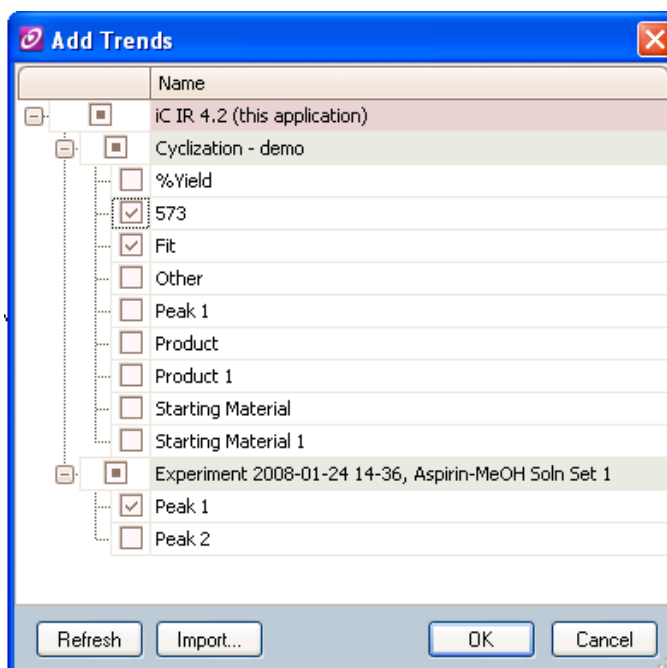 Add Trends
Name
iC IR 4.2 (this application)
Cyclization - demo
%Yield
573
Fit
Other
Peak 1
Product
Product 1
Starting Material
Starting Material 1
Experiment 2008-01-24 14-36, Aspirin-MeOH Soln Set 1
Peak 1
Peak 2
Refresh Import... OK Cancel